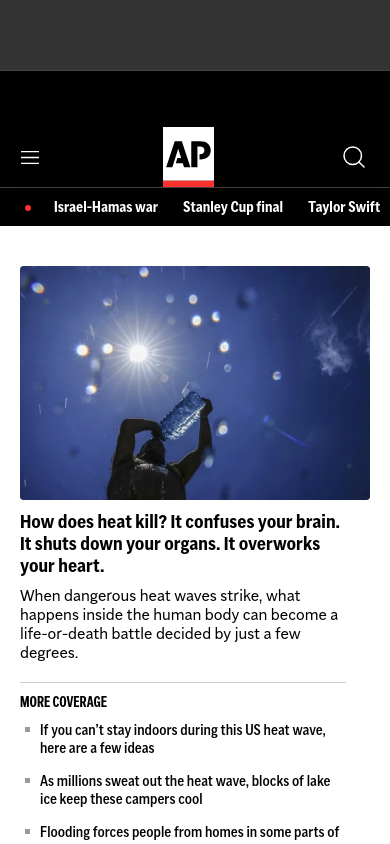 AP
Israel-Hamas war Stanley Cup final Taylor Swift
How does heat kill? It confuses your brain.
It shuts down your organs. It overworks
your heart.
When dangerous heat waves strike, what
happens inside the human body can become a
life-or-death battle decided by just a few
degrees.
MORE COVERAGE
If you can’t stay indoors during this US heat wave,
here are a few ideas
As millions sweat out the heat wave, blocks of lake
ice keep these campers cool
Flooding forces people from homes in some parts of